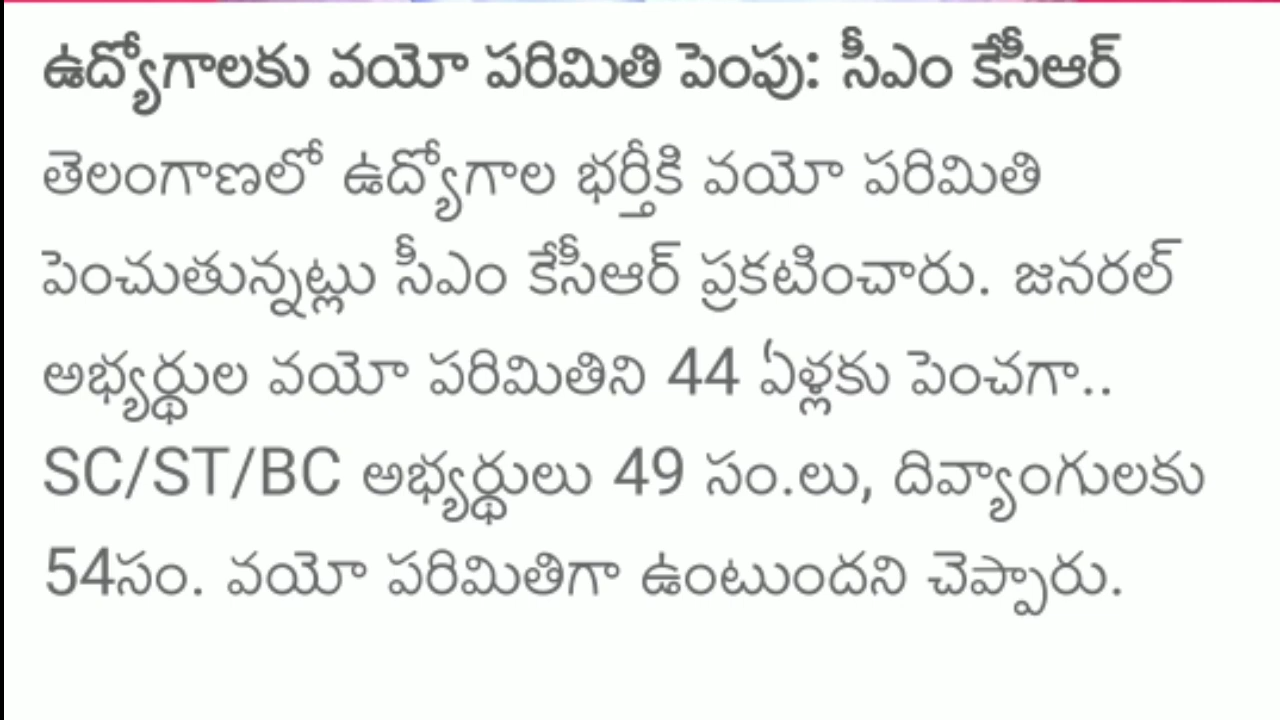 ఉద్యోగాలకు వయో పరిమితి పెంపు: సీఎం కేసీఆర్
తెలంగాణలో ఉద్యోగాల భర్తీకి వయో పరిమితి
పెంచుతున్నట్లు సీఎం కేసీఆర్ ప్రకటించారు. జనరల్
అభ్యర్థుల వయో పరిమితిని 44 ఏళ్లకు పెంచగా..
SC/ST/BC అభ్యర్థులు 49 సం.లు, దివ్యాంగులకు
54సం. వయో పరిమితిగా ఉంటుందని చెప్పారు.